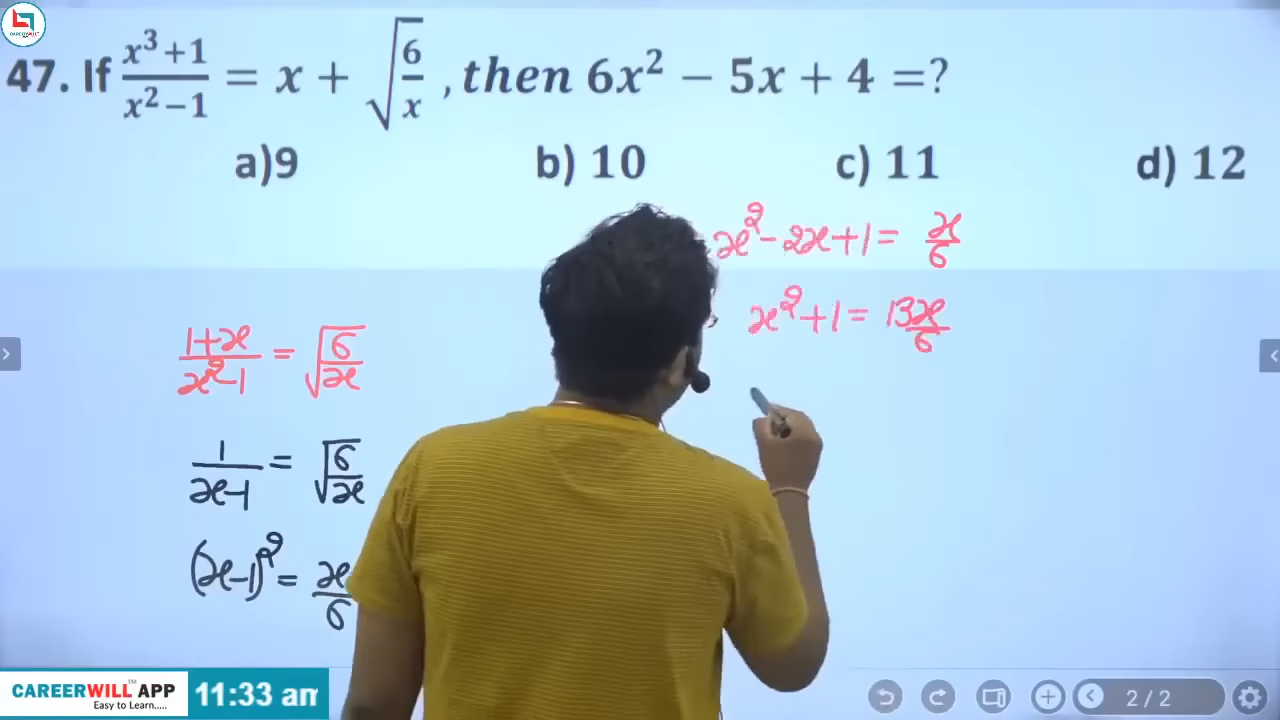 CAREERWILL
47. If (x³+1)/(x²−1) = x + √(6/x) , then 6x² − 5x + 4 =?
a)9 b) 10 c) 11 d) 12
x²-2x+1 = x/6
x²+1 = 13x/6
(1+x)/(x²-1) = √(6/x)
1/(x-1) = √(6/x)
(x-1)² = x/6
CAREERWILL™ APP
Easy to Learn.....
11:33 am
2 / 2